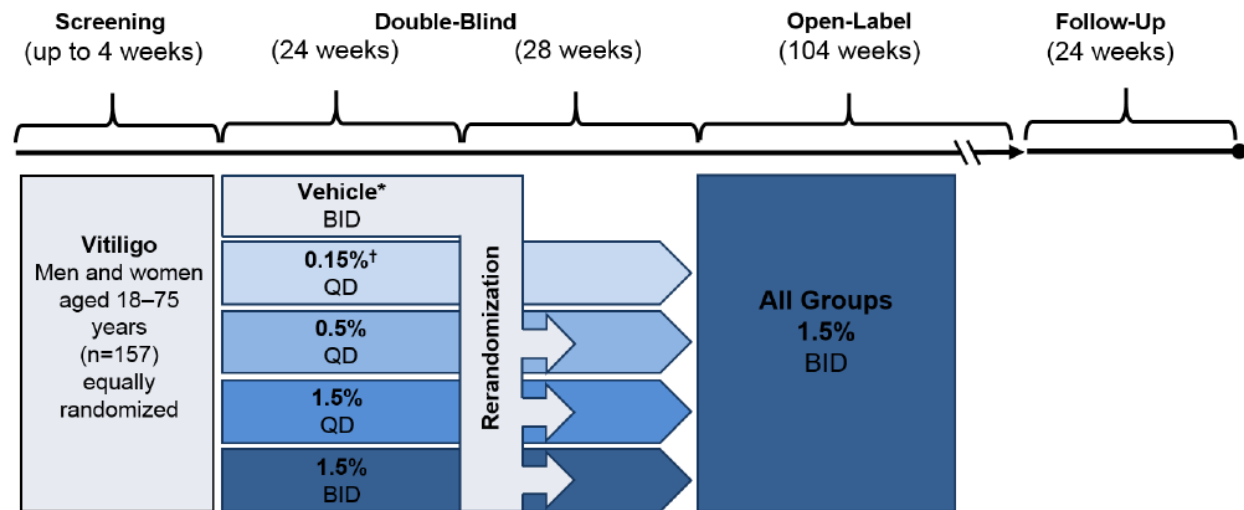 Screening
(up to 4 weeks)
Double-Blind
(24 weeks)
(28 weeks)
Open-Label
(104 weeks)
Follow-Up
(24 weeks)
Vitiligo
Men and women
aged 18–75
years
(n=157)
equally
randomized
Vehicle*
BID
0.15%†
QD
0.5%
QD
1.5%
QD
1.5%
BID
Rerandomization
All Groups
1.5%
BID